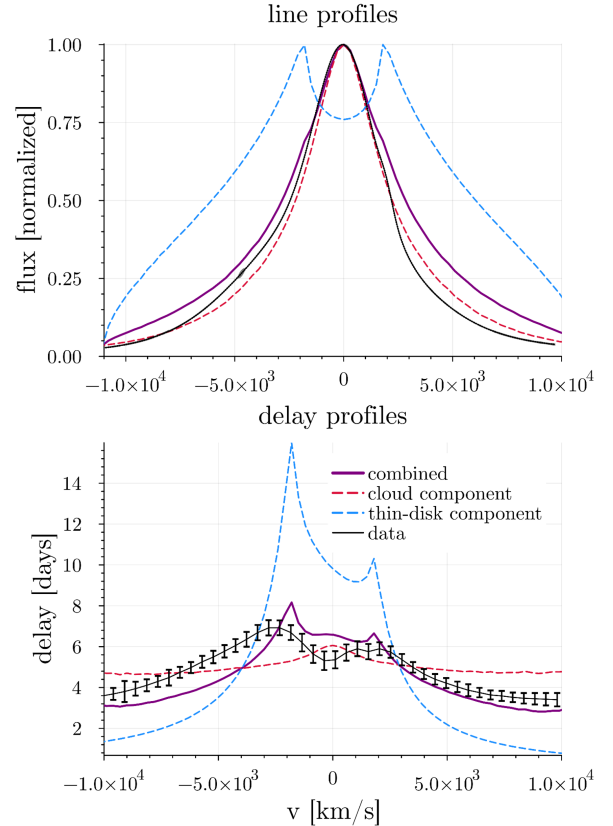 line profiles
flux [normalized]
1.00
0.75
0.50
0.25
0.00
−1.0×10⁴
−5.0×10³
0
5.0×10³
1.0×10⁴
delay profiles
delay [days]
14
12
10
8
6
4
2
combined
cloud component
thin-disk component
data
−1.0×10⁴
−5.0×10³
0
5.0×10³
1.0×10⁴
v [km/s]